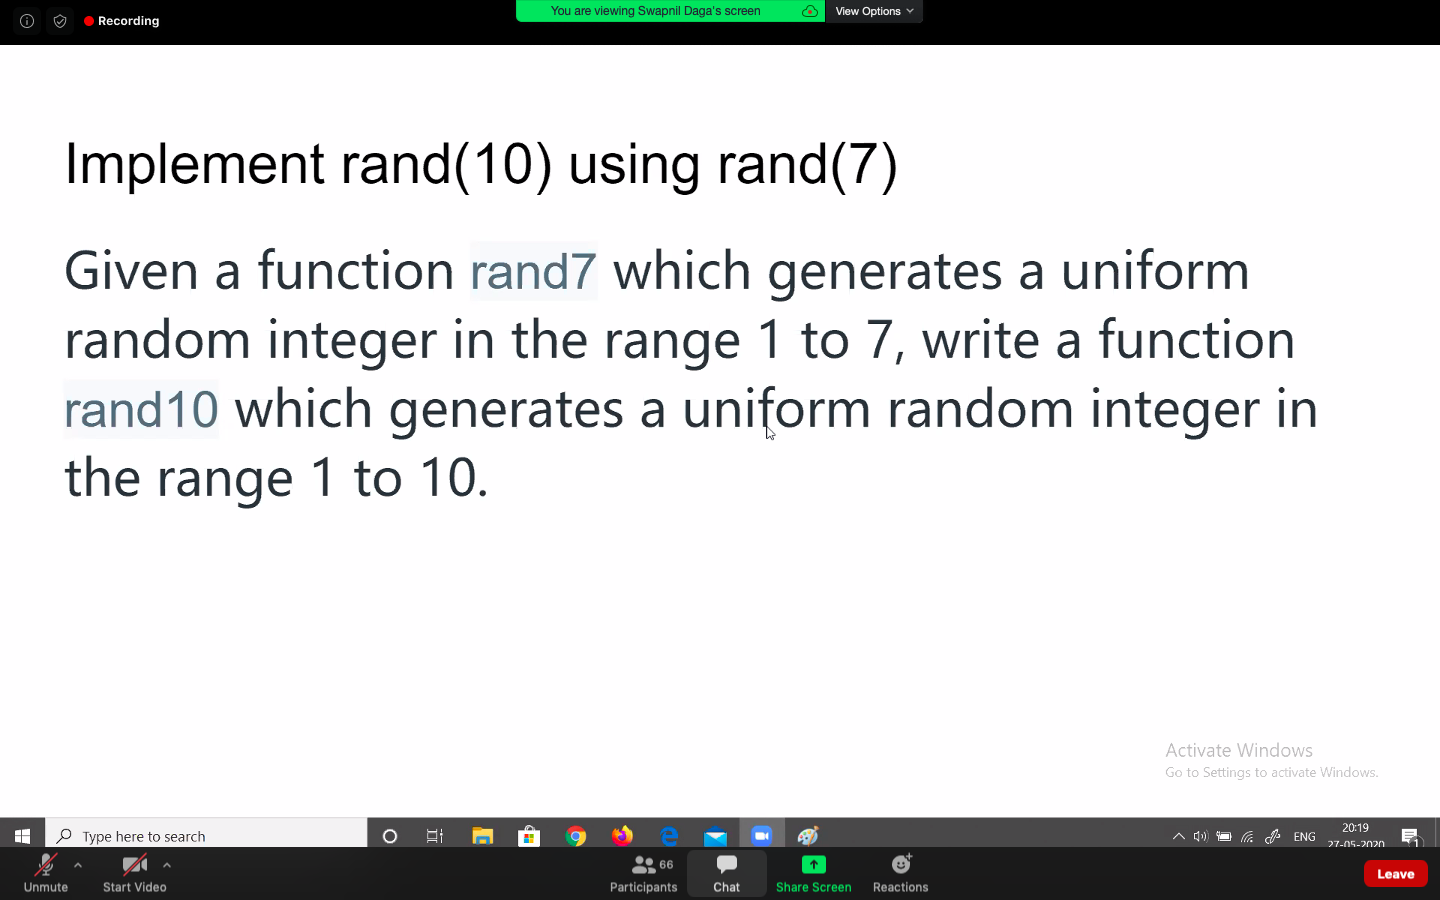 Recording
You are viewing Swapnil Daga's screen
View Options
Implement rand(10) using rand(7)
Given a function rand7 which generates a uniform
random integer in the range 1 to 7, write a function
rand10 which generates a uniform random integer in
the range 1 to 10.
Activate Windows
Go to Settings to activate Windows.
Type here to search
ENG
20:19
27-05-2020
1
Unmute
Start Video
Participants
66
Chat
Share Screen
Reactions
Leave